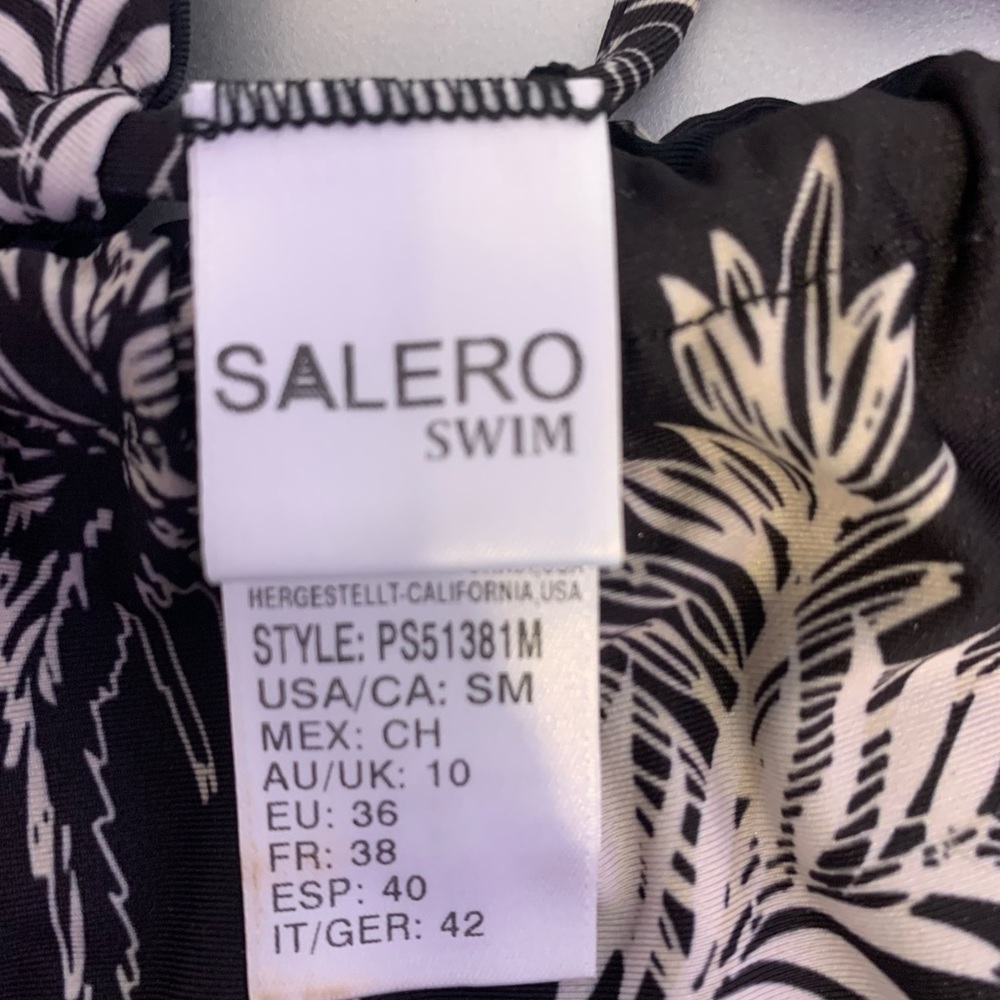 SALERO
SWIM
HERGESTELLT-CALIFORNIA,USA
STYLE: PS51381M
USA/CA: SM
MEX: CH
AU/UK: 10
EU: 36
FR: 38
ESP: 40
IT/GER: 42